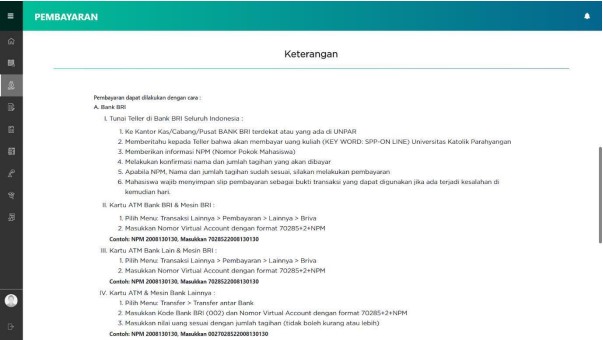 PEMBAYARAN
Keterangan
Pembayaran dapat dilakukan dengan cara :
A. Bank BRI
I. Tunai Teller di Bank BRI Seluruh Indonesia :
1. Ke Kantor Kas/Cabang/Pusat BANK BRI terdekat atau yang ada di UNPAR
2. Memberitahu kepada Teller bahwa akan membayar uang kuliah (KEY WORD: SPP-ON LINE) Universitas Katolik Parahyangan
3. Memberikan informasi NPM (Nomor Pokok Mahasiswa)
4. Melakukan konfirmasi nama dan jumlah tagihan yang akan dibayar
5. Apabila NPM, Nama dan jumlah tagihan sudah sesuai, silakan melakukan pembayaran
6. Mahasiswa wajib menyimpan slip pembayaran sebagai bukti transaksi yang dapat digunakan jika ada terjadi kesalahan di
kemudian hari.
II. Kartu ATM Bank BRI & Mesin BRI :
1. Pilih Menu: Transaksi Lainnya > Pembayaran > Lainnya > Briva
2. Masukkan Nomor Virtual Account dengan format 70285+2+NPM
Contoh: NPM 2008130130, Masukkan 7028522008130130
III. Kartu ATM Bank Lain & Mesin BRI :
1. Pilih Menu: Transaksi Lainnya > Pembayaran > Lainnya > Briva
2. Masukkan Nomor Virtual Account dengan format 70285+2+NPM
Contoh: NPM 2008130130, Masukkan 7028522008130130
IV. Kartu ATM & Mesin Bank Lainnya :
1. Pilih Menu: Transfer > Transfer antar Bank
2. Masukan Kode Bank BRI (002) dan Nomor Virtual Account dengan format 70285+2+NPM
3. Masukkan nilai uang sesuai dengan jumlah tagihan (tidak boleh kurang atau lebih)
Contoh: NPM 2008130130, Masukkan 0027028522008130130